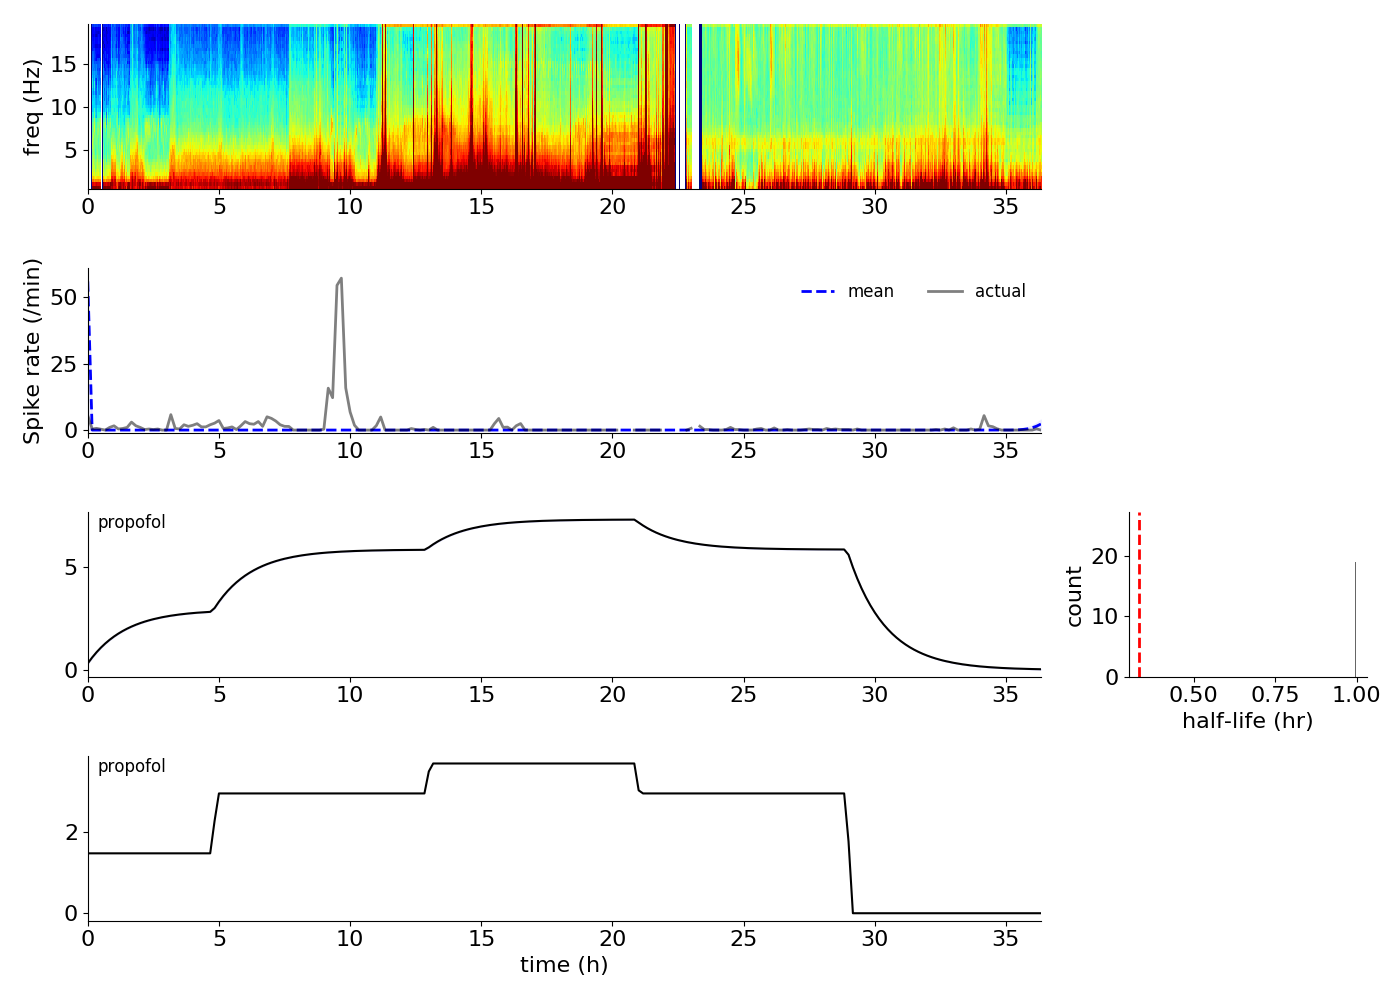 freq (Hz)
15
10
5
0 5 10 15 20 25 30 35
Spike rate (/min)
50
25
0
mean actual
0 5 10 15 20 25 30 35
propofol
5
0
0 5 10 15 20 25 30 35
count
20
10
0
0.50 0.75 1.00
half-life (hr)
propofol
2
0
0 5 10 15 20 25 30 35
time (h)